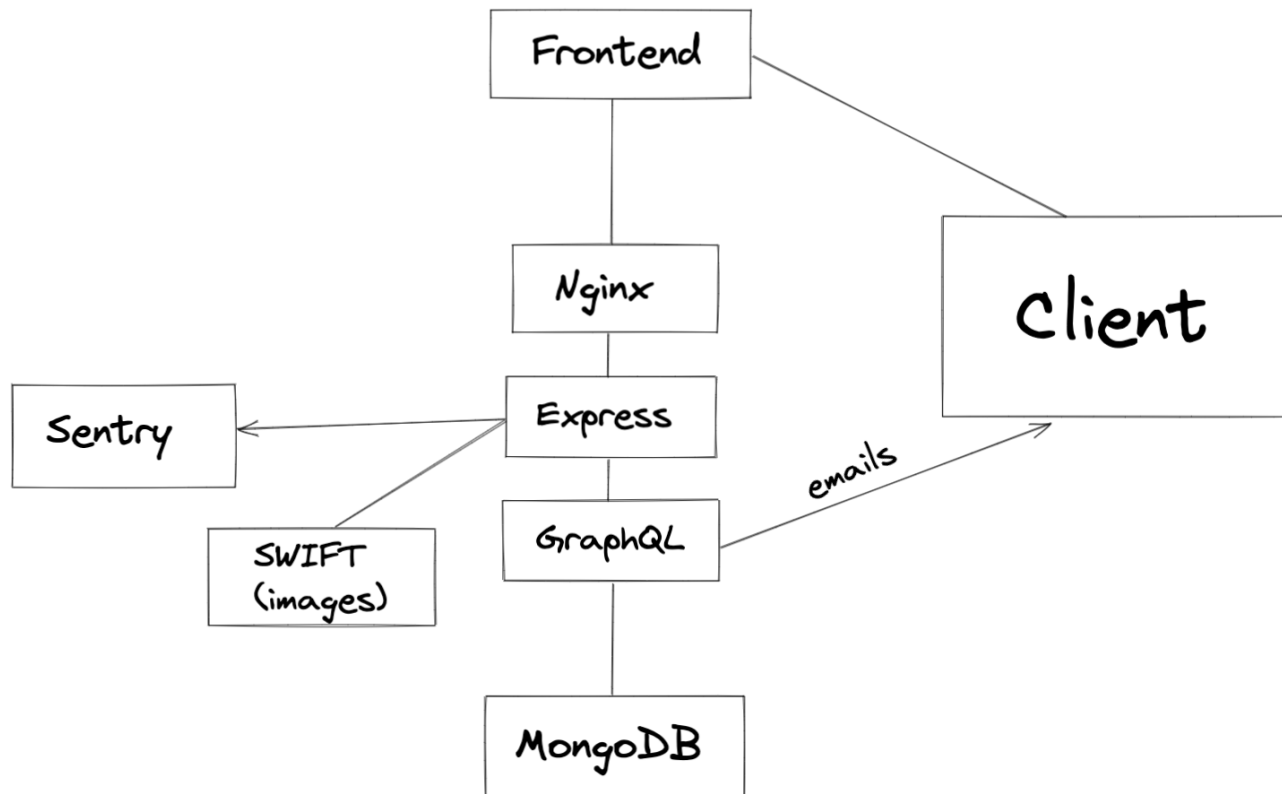 Frontend
Nginx
Client
Express
Sentry
emails
GraphQL
SWIFT
(images)
MongoDB